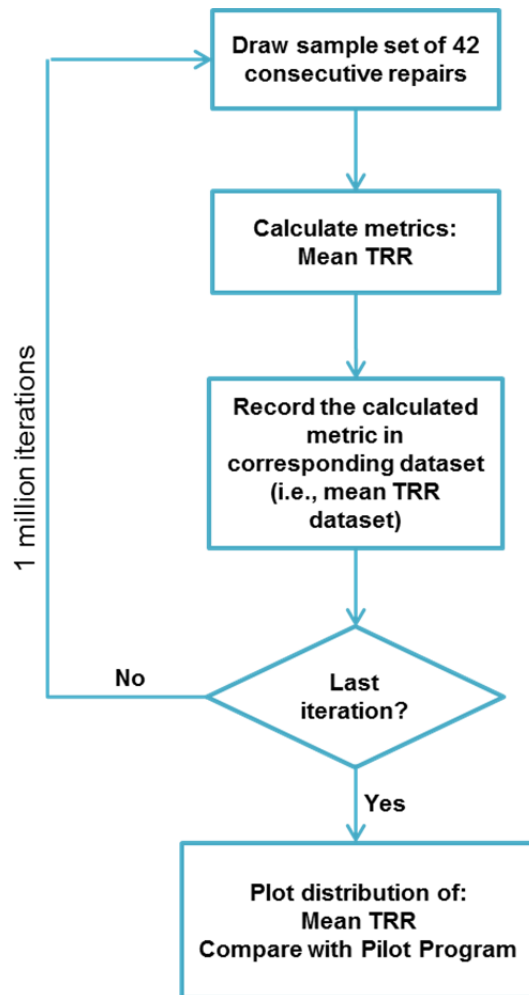 Draw sample set of 42
consecutive repairs
Calculate metrics:
Mean TRR
Record the calculated
metric in
corresponding dataset
(i.e., mean TRR
dataset)
1 million iterations
Last
iteration?
No
Yes
Plot distribution of:
Mean TRR
Compare with Pilot Program